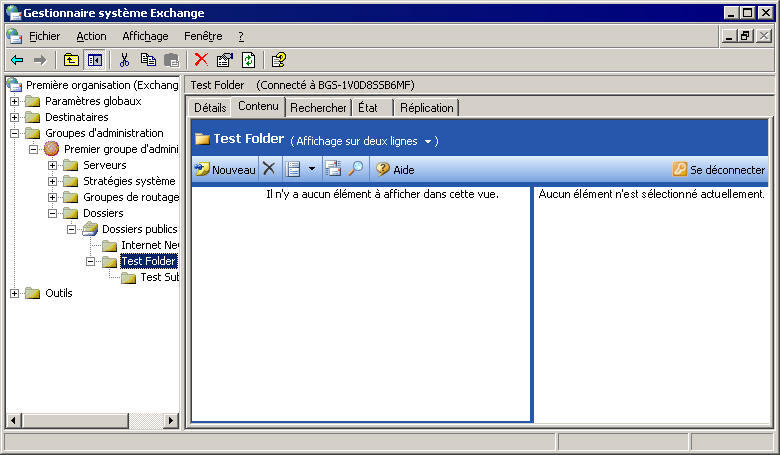 Gestionnaire système Exchange
Fichier Action Affichage Fenêtre ?
Première organisation (Exchang
Paramètres globaux
Destinataires
Groupes d'administration
Premier groupe d'admini
Serveurs
Stratégies système
Groupes de routage
Dossiers
Dossiers publics
Internet Ne
Test Folder
Test Sub
Outils
Test Folder (Connecté à BGS-1V0D8SSB6MF)
Détails Contenu Rechercher État Réplication
Test Folder (Affichage sur deux lignes )
Nouveau Aide Se déconnecter
Il n'y a aucun élément à afficher dans cette vue.
Aucun élément n'est sélectionné actuellement.